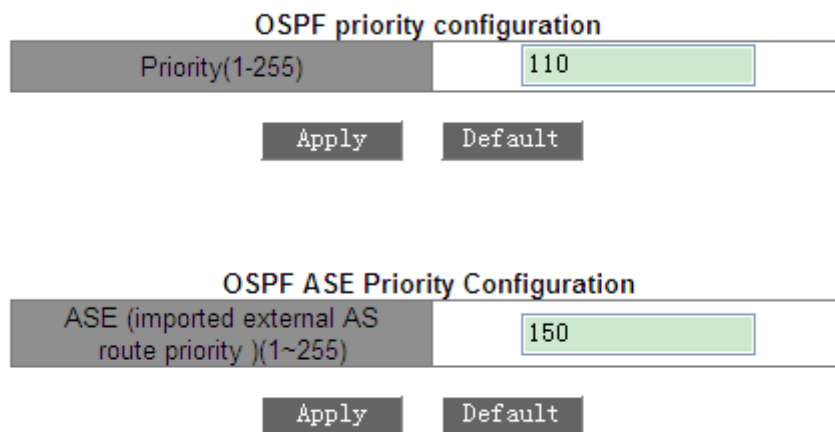 OSPF priority configuration
Priority(1-255)
110
Apply
Default
OSPF ASE Priority Configuration
ASE (imported external AS
route priority )(1~255)
150
Apply
Default